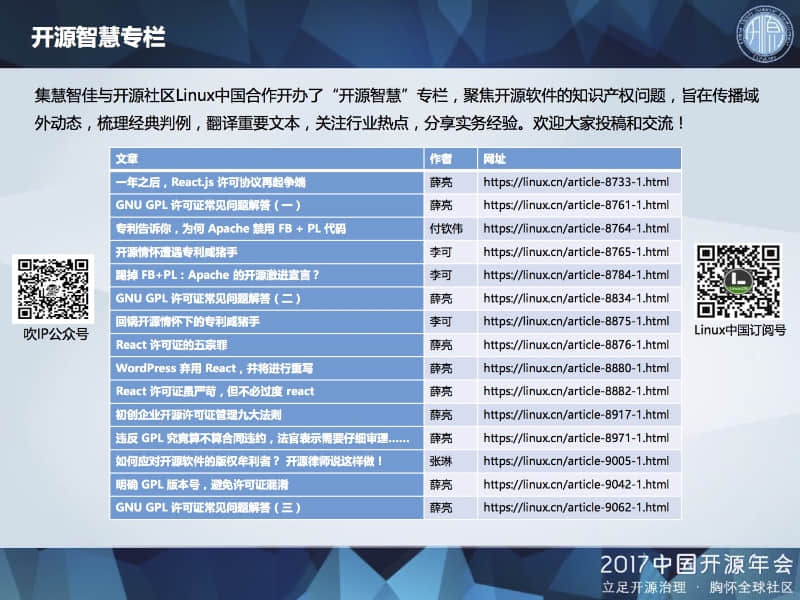 开源智慧专栏
集慧智佳与开源社区Linux中国合作开办了“开源智慧”专栏，聚焦开源软件的知识产权问题，旨在传播域
外动态，梳理经典判例，翻译重要文本，关注行业热点，分享实务经验。欢迎大家投稿和交流！
文章 作者 网址
一年之后，React.js 许可协议再起争端 薛亮 https://linux.cn/article-8733-1.html
GNU GPL 许可证常见问题解答（一） 薛亮 https://linux.cn/article-8761-1.html
专利告诉你，为何 Apache 禁用 FB + PL 代码 付钦伟 https://linux.cn/article-8764-1.html
开源情怀遭遇专利咸猪手 李可 https://linux.cn/article-8765-1.html
踢掉 FB+PL：Apache 的开源激进宣言？ 李可 https://linux.cn/article-8784-1.html
GNU GPL 许可证常见问题解答（二） 薛亮 https://linux.cn/article-8834-1.html
回锅开源情怀下的专利咸猪手 李可 https://linux.cn/article-8875-1.html
React 许可证的五宗罪 薛亮 https://linux.cn/article-8876-1.html
WordPress 弃用 React，并将进行重写 薛亮 https://linux.cn/article-8880-1.html
React 许可证虽严苛，但不必过度 react 薛亮 https://linux.cn/article-8882-1.html
初创企业开源许可证管理九大法则 薛亮 https://linux.cn/article-8917-1.html
违反 GPL 究竟算不算合同违约，法官表示需要仔细审理…… 薛亮 https://linux.cn/article-8971-1.html
如何应对开源软件的版权牟利者？ 开源律师说这样做！ 张琳 https://linux.cn/article-9005-1.html
明确 GPL 版本号，避免许可证混淆 薛亮 https://linux.cn/article-9042-1.html
GNU GPL 许可证常见问题解答（三） 薛亮 https://linux.cn/article-9062-1.html
吹IP公众号
Linux中国订阅号
2017中国开源年会
立足开源治理 · 胸怀全球社区